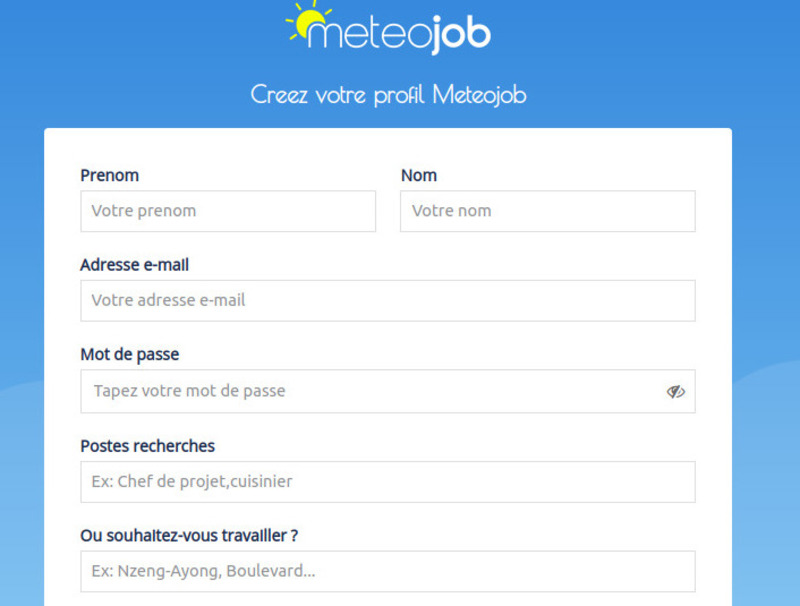 meteojob
Creez votre profil Meteojob
Prenom Nom
Votre prenom Votre nom
Adresse e-mail
Votre adresse e-mail
Mot de passe
Tapez votre mot de passe
Postes recherches
Ex: Chef de projet,cuisinier
Ou souhaitez-vous travailler ?
Ex: Nzeng-Ayong, Boulevard...